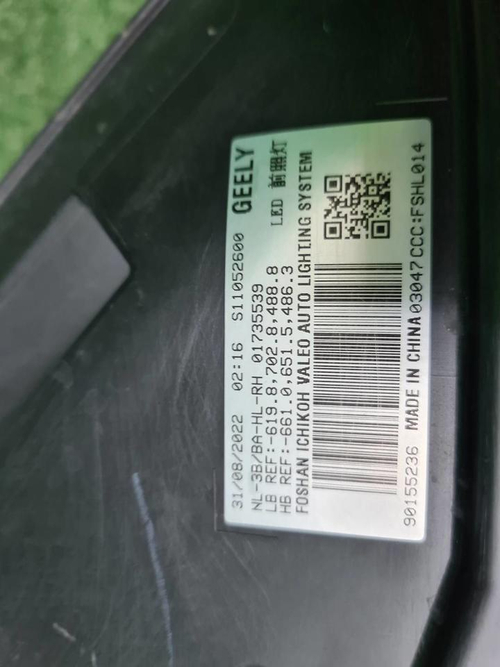 31/08/2022 02:16 S11052600 GEELY
NL-3B/BA-HL-RH 01735539 LED 前照灯
LB REF:-619.8,702.8,488.8
HB REF:-661.0,651.5,486.3
FOSHAN ICHIKOH VALEO AUTO LIGHTING SYSTEM
90155236 MADE IN CHINA 03047 CCC:FSHL014